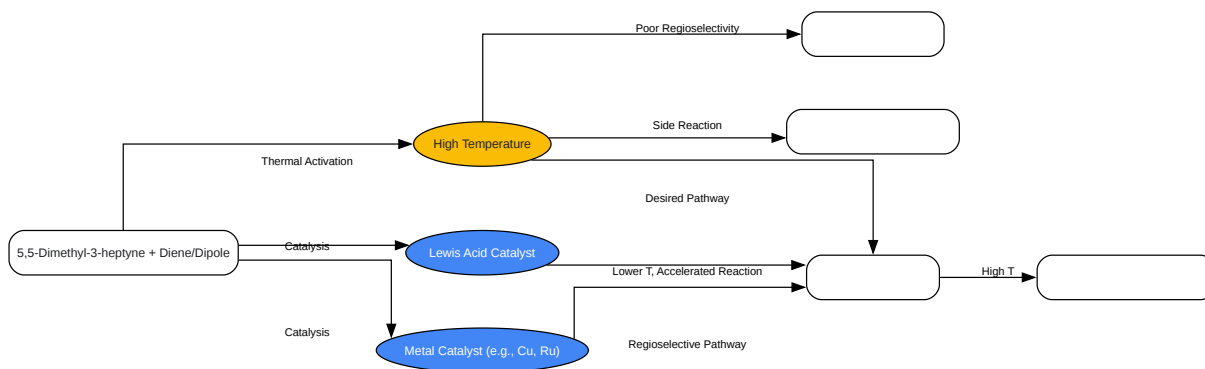 Poor Regioselectivity
Side Reaction
High Temperature
Thermal Activation
Desired Pathway
5,5-Dimethyl-3-heptyne + Diene/Dipole
Catalysis
Lewis Acid Catalyst
Lower T, Accelerated Reaction
High T
Catalysis
Metal Catalyst (e.g., Cu, Ru)
Regioselective Pathway